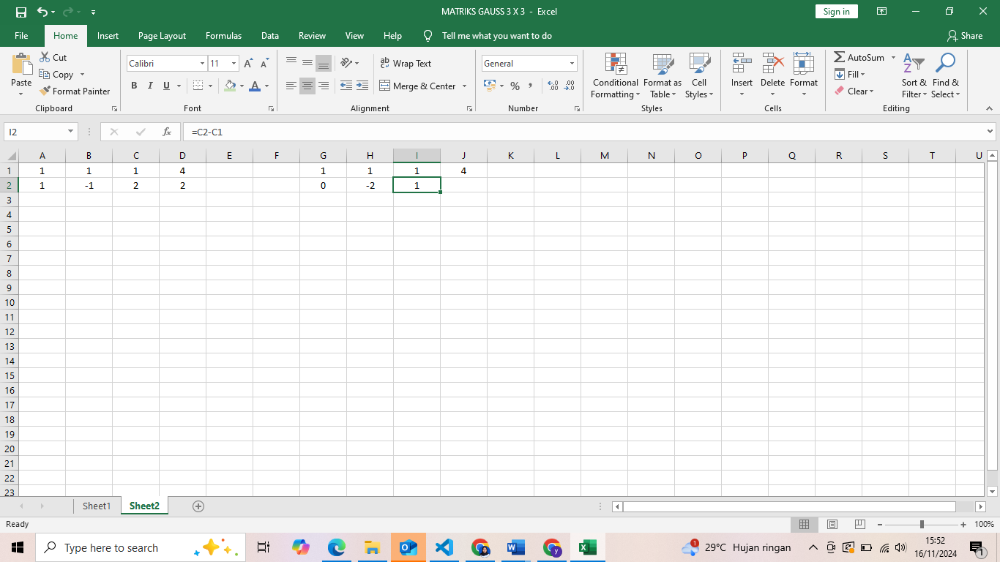 MATRIKS GAUSS 3 X 3 - Excel
Sign in
File Home Insert Page Layout Formulas Data Review View Help Tell me what you want to do Share
Paste
Cut
Copy
Format Painter
Clipboard
Calibri 11
B I U
Font
Wrap Text
Merge & Center
Alignment
General
% ,
Number
Conditional Formatting
Format as Table
Cell Styles
Styles
Insert Delete Format
Cells
AutoSum
Fill
Clear
Sort & Filter
Find & Select
Editing
I2 fx =C2-C1
A B C D E F G H I J K L M N O P Q R S T U
1 1 1 1 4 1 1 1 4
2 1 -1 2 2 0 -2 1
3
4
5
6
7
8
9
10
11
12
13
14
15
16
17
18
19
20
21
22
23
Sheet1 Sheet2
Ready 100%
Type here to search
29°C Hujan ringan
15:52
16/11/2024